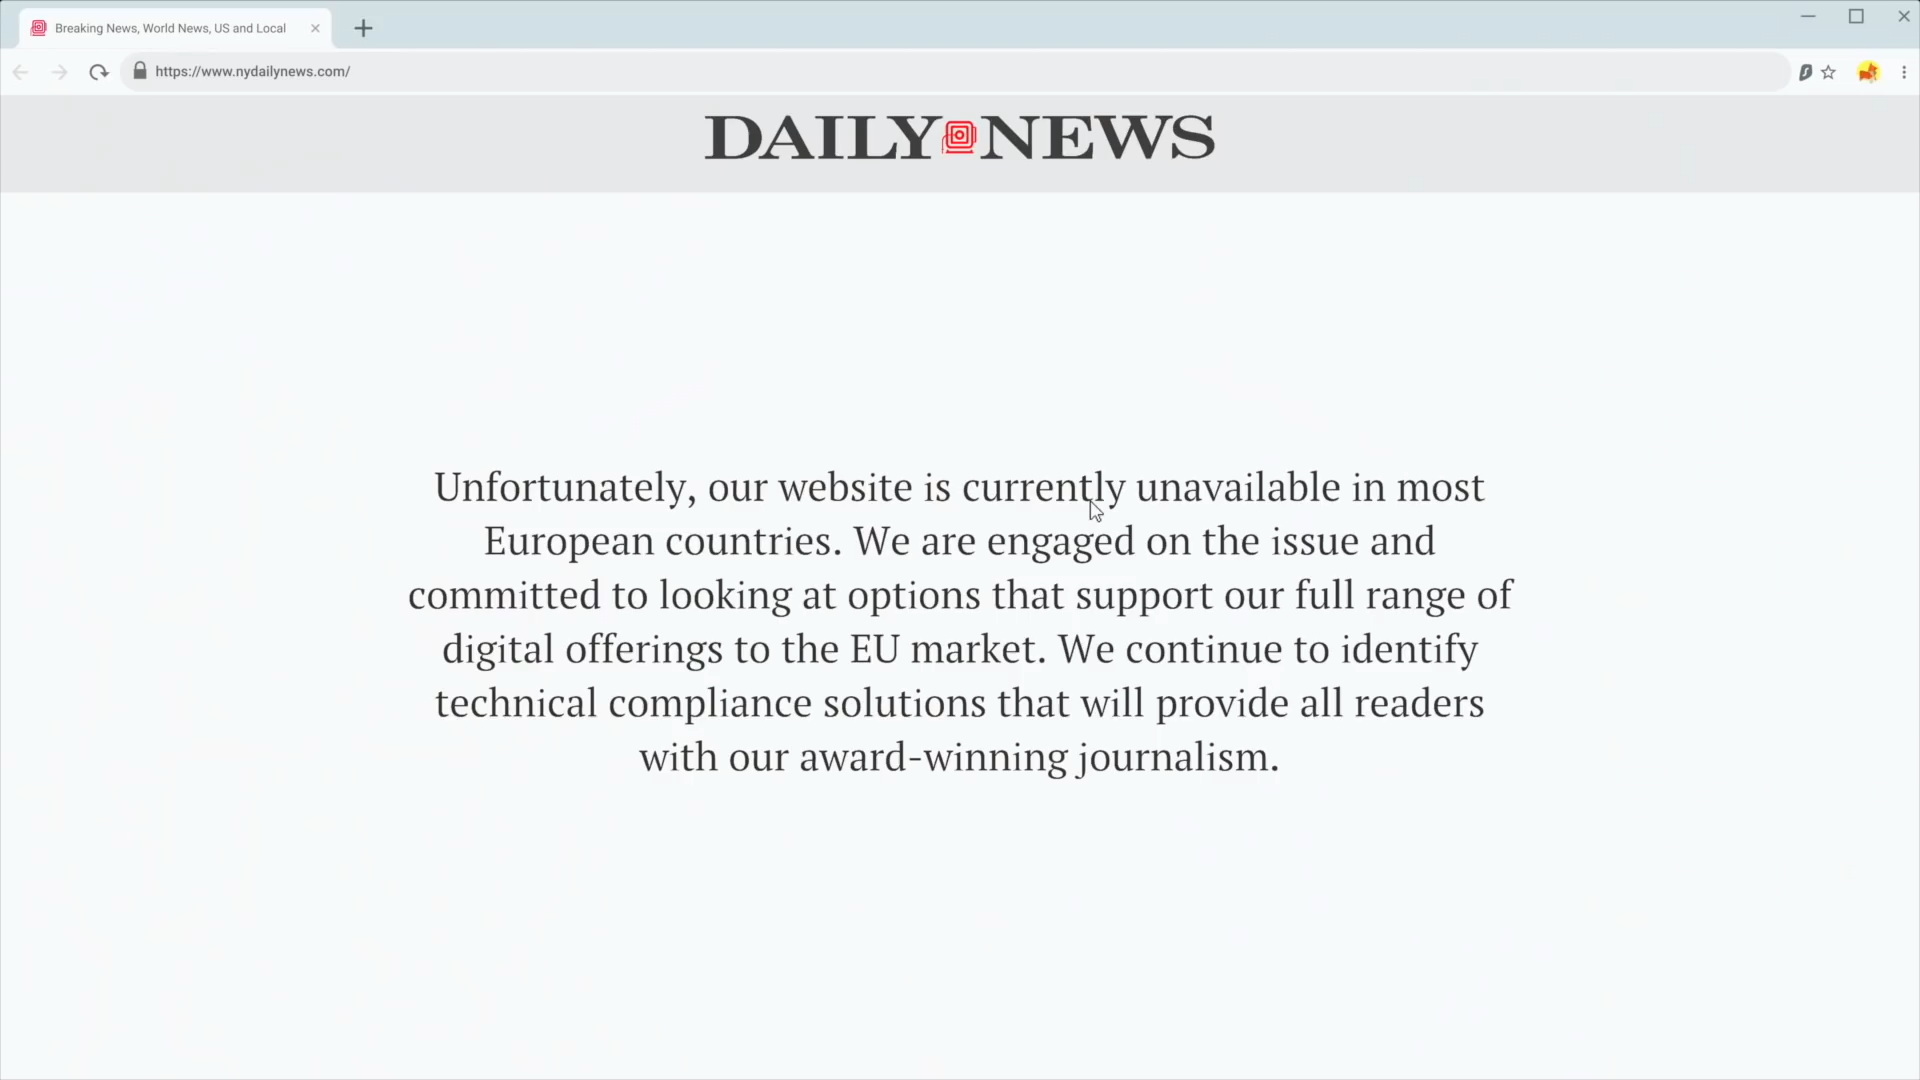 Breaking News, World News, US and Local
https://www.nydailynews.com/
DAILY NEWS
Unfortunately, our website is currently unavailable in most
European countries. We are engaged on the issue and
committed to looking at options that support our full range of
digital offerings to the EU market. We continue to identify
technical compliance solutions that will provide all readers
with our award-winning journalism.